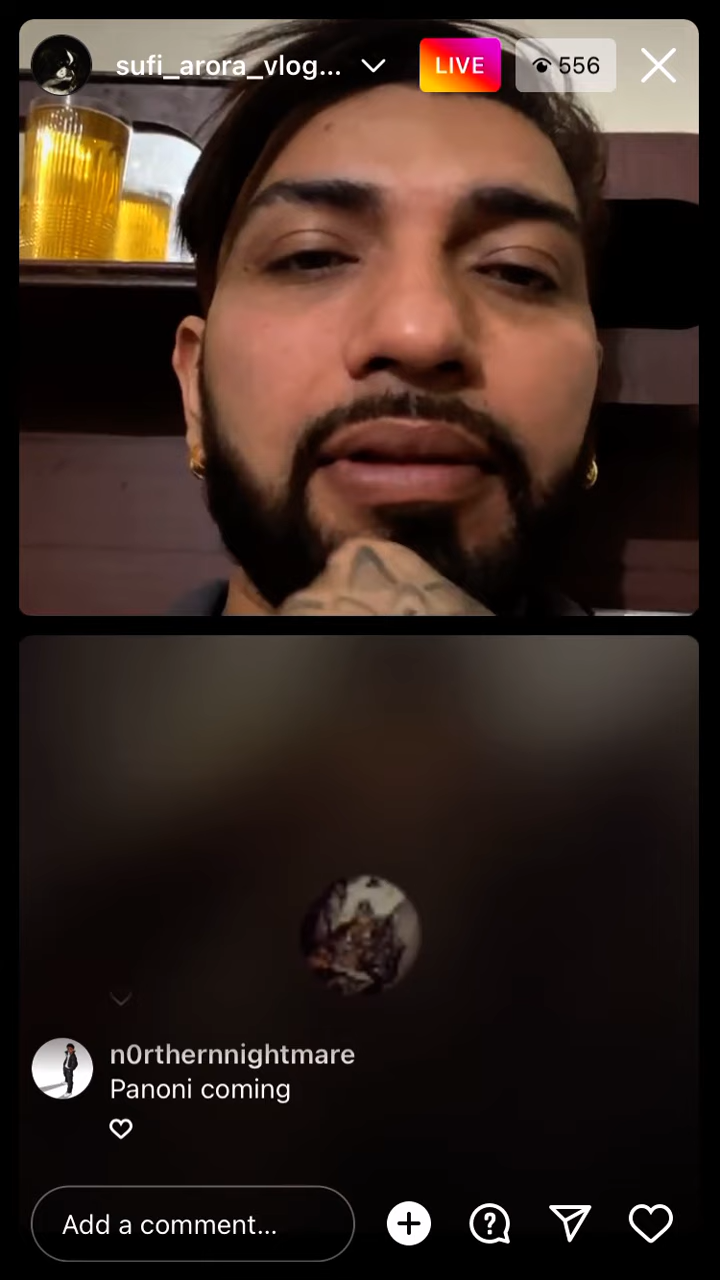 sufi_arora_vlog...
LIVE
556
n0rthernnightmare
Panoni coming
Add a comment...